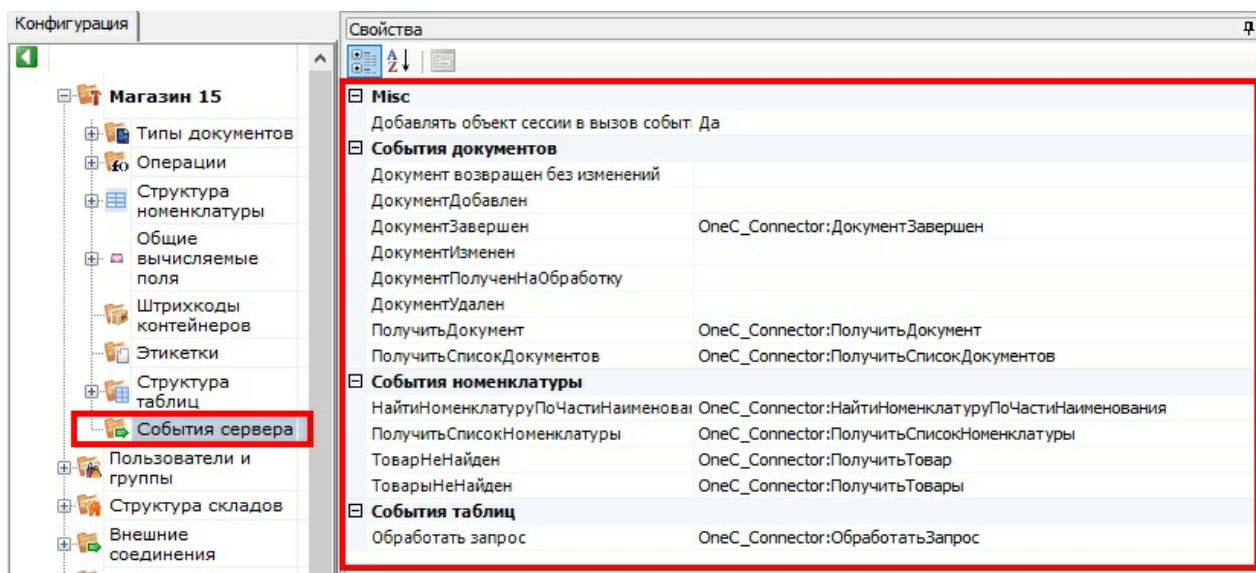 Конфигурация
Магазин 15
Типы документов
Операции
Структура
номенклатуры
Общие
вычисляемые
поля
Штрихкоды
контейнеров
Этикетки
Структура
таблиц
События сервера
Пользователи и
группы
Структура складов
Внешние
соединения
Свойства
Misc
Добавлять объект сессии в вызов событ Да
События документов
Документ возвращен без изменений
ДокументДобавлен
ДокументЗавершен OneC_Connector:ДокументЗавершен
ДокументИзменен
ДокументПолученНаОбработку
ДокументУдален
ПолучитьДокумент OneC_Connector:ПолучитьДокумент
ПолучитьСписокДокументов OneC_Connector:ПолучитьСписокДокументов
События номенклатуры
НайтиНоменклатуруПоЧастиНаименован OneC_Connector:НайтиНоменклатуруПоЧастиНаименования
ПолучитьСписокНоменклатуры OneC_Connector:ПолучитьСписокНоменклатуры
ТоварНеНайден OneC_Connector:ПолучитьТовар
ТоварыНеНайден OneC_Connector:ПолучитьТовары
События таблиц
Обработать запрос OneC_Connector:ОбработатьЗапрос